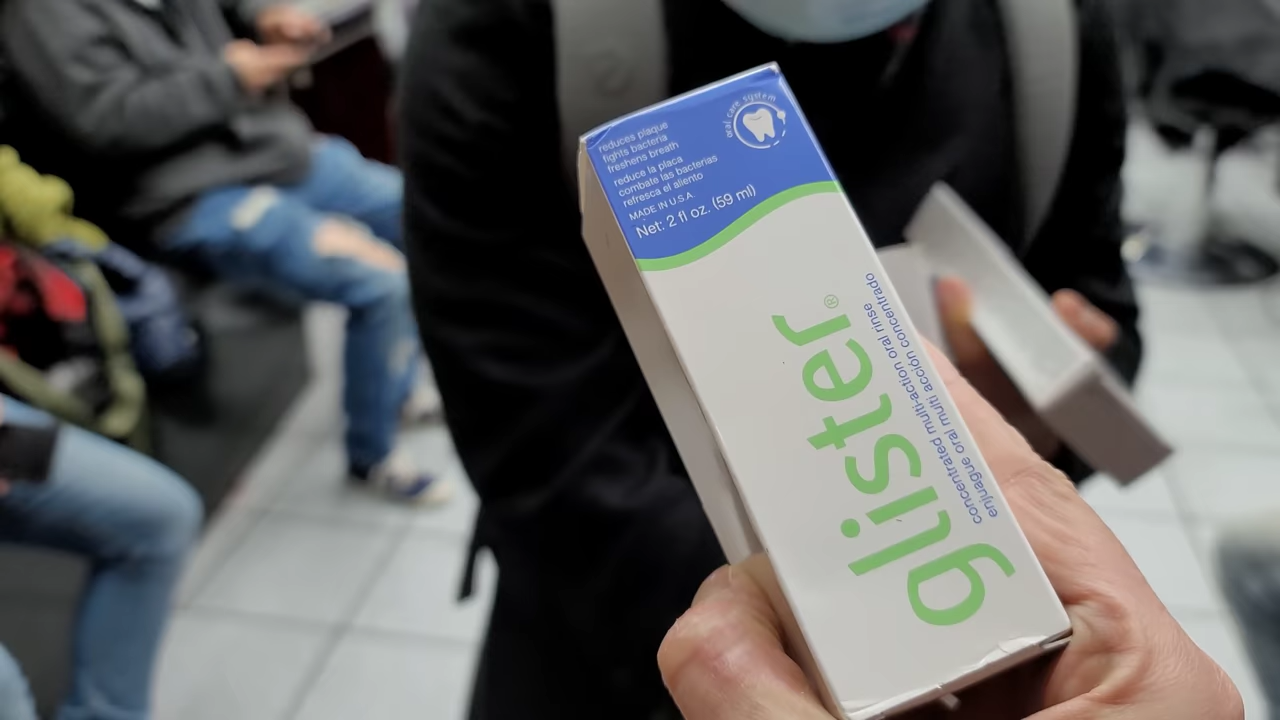 oral care system
reduces plaque
fights bacteria
freshens breath
reduce la placa
combate las bacterias
refresca el aliento
MADE IN U.S.A.
Net: 2 fl oz. (59 ml)
glister®
concentrated multi-action oral rinse
enjuague oral multi acción concentrado